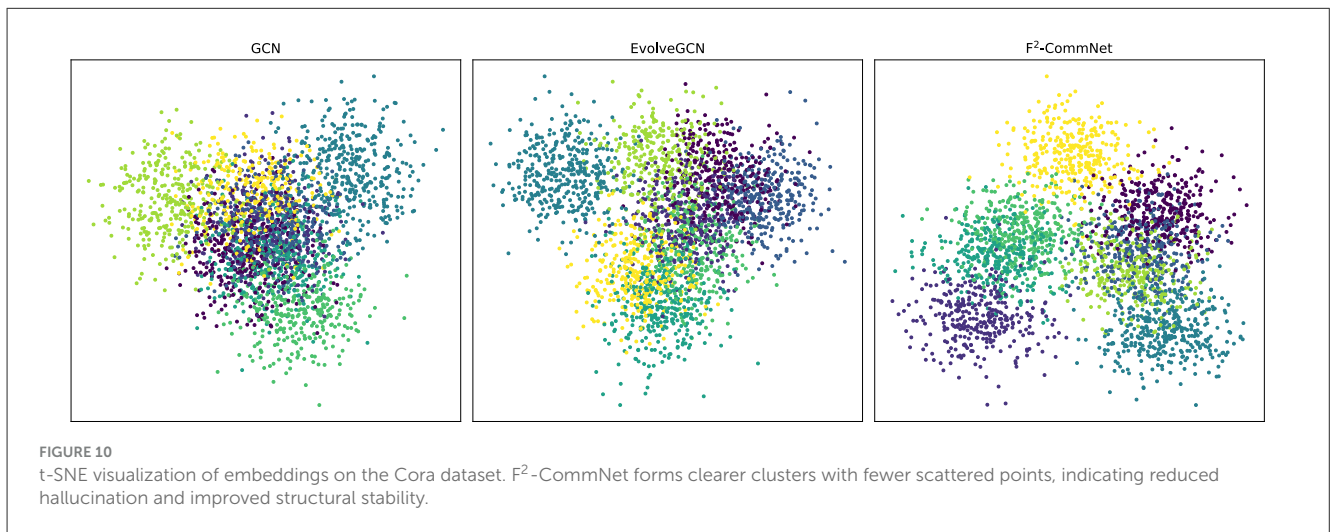 GCN
EvolveGCN
F²-CommNet
FIGURE 10
t-SNE visualization of embeddings on the Cora dataset. F²-CommNet forms clearer clusters with fewer scattered points, indicating reduced
hallucination and improved structural stability.